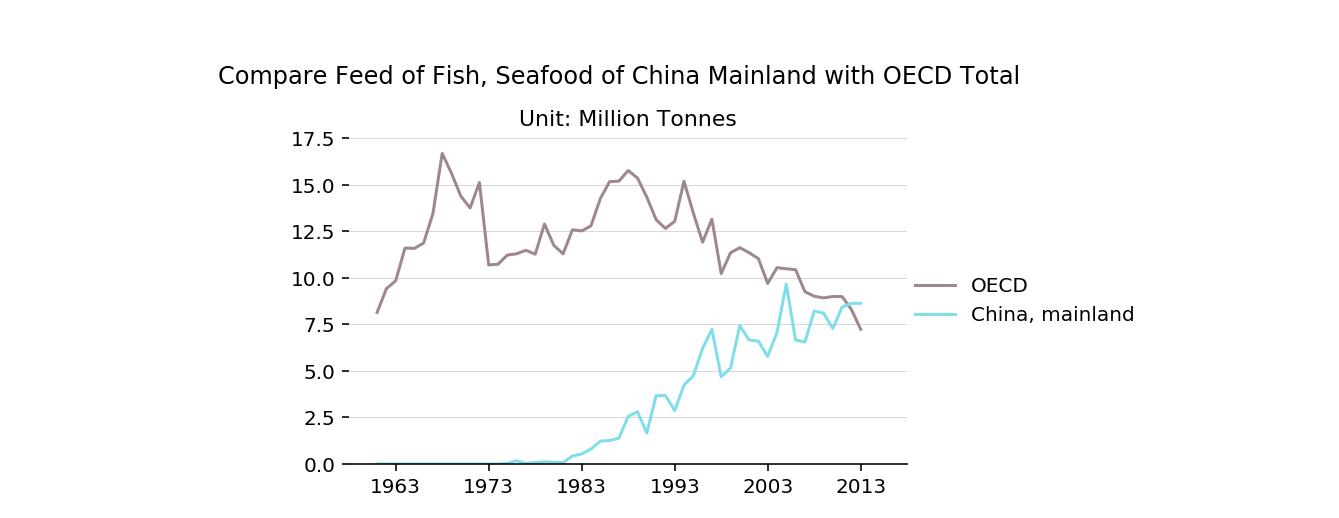 Compare Feed of Fish, Seafood of China Mainland with OECD Total
Unit: Million Tonnes
17.5
15.0
12.5
10.0
7.5
5.0
2.5
0.0
1963 1973 1983 1993 2003 2013
OECD
China, mainland